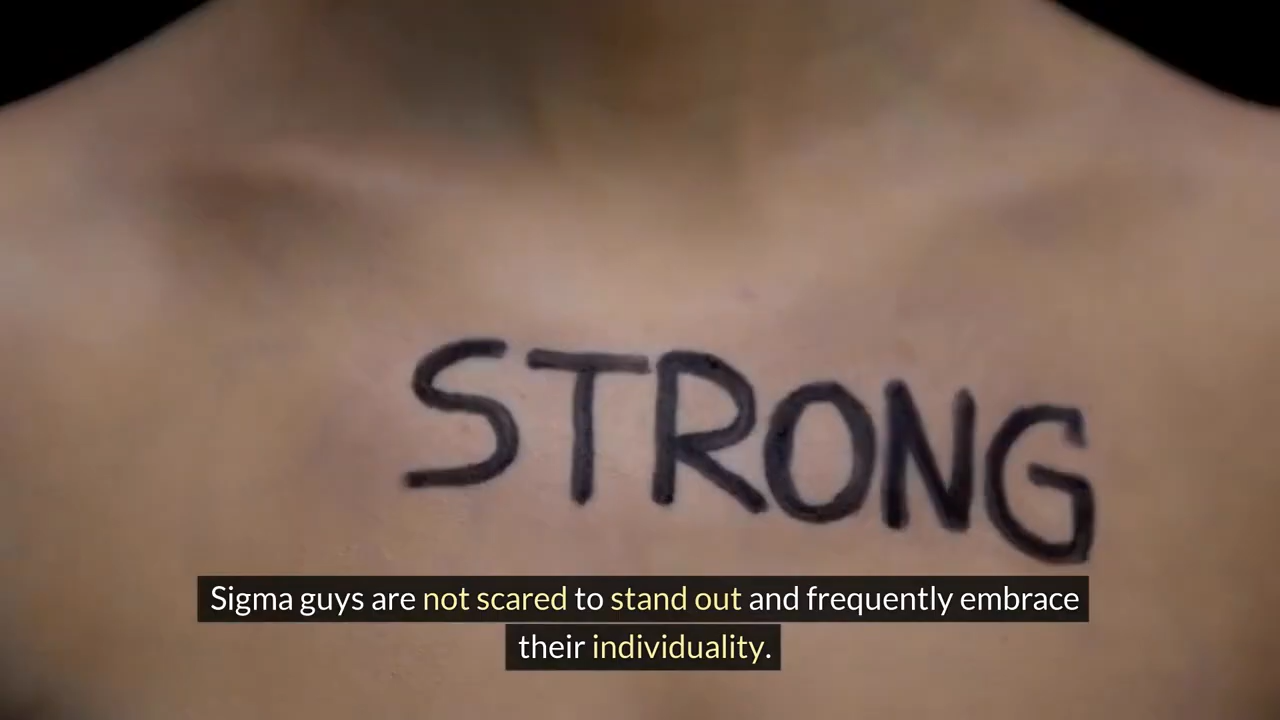 STRONG
Sigma guys are not scared to stand out and frequently embrace
their individuality.